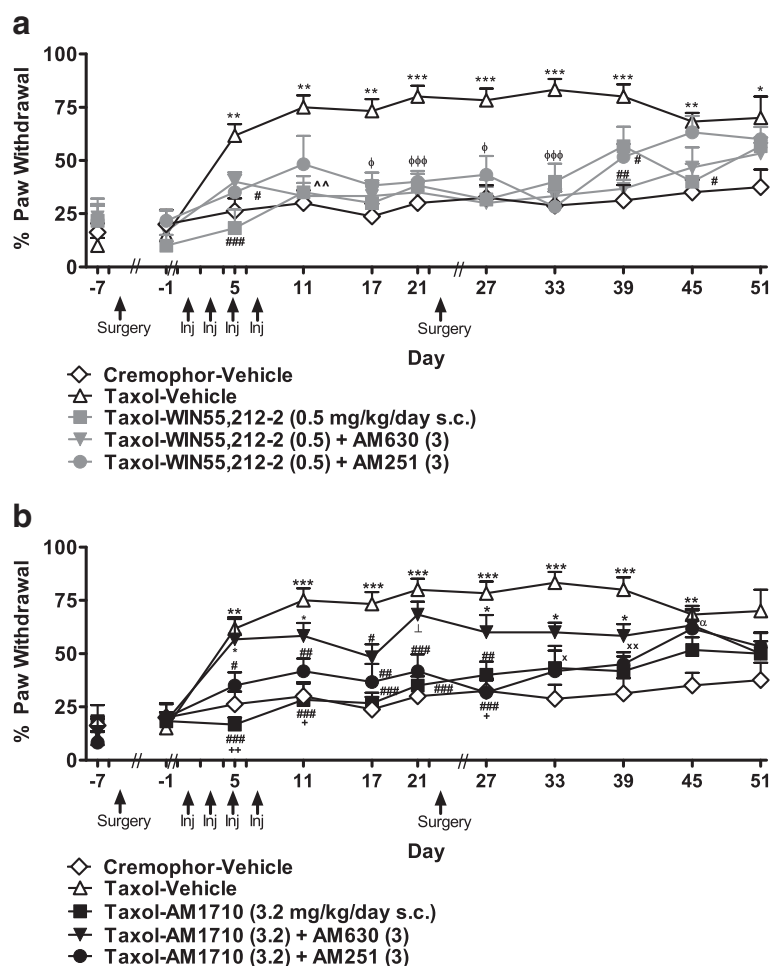 a
% Paw Withdrawal
100
75
50
25
0
** ** ** *** *** *** *** ** *
ϕ ϕϕϕ ϕ ϕϕϕ
# ^^ ## # #
###
-7 -1 5 11 17 21 27 33 39 45 51
Surgery Inj Inj Inj Inj Surgery
Day
Cremophor-Vehicle
Taxol-Vehicle
Taxol-WIN55,212-2 (0.5 mg/kg/day s.c.)
Taxol-WIN55,212-2 (0.5) + AM630 (3)
Taxol-WIN55,212-2 (0.5) + AM251 (3)
b
% Paw Withdrawal
100
75
50
25
0
** *** *** *** *** *** *** **
* * # ⊥ * * * α
# ## ## ### ## x xx
### ### ### ### ###
++ + +
-7 -1 5 11 17 21 27 33 39 45 51
Surgery Inj Inj Inj Inj Surgery
Day
Cremophor-Vehicle
Taxol-Vehicle
Taxol-AM1710 (3.2 mg/kg/day s.c.)
Taxol-AM1710 (3.2) + AM630 (3)
Taxol-AM1710 (3.2) + AM251 (3)